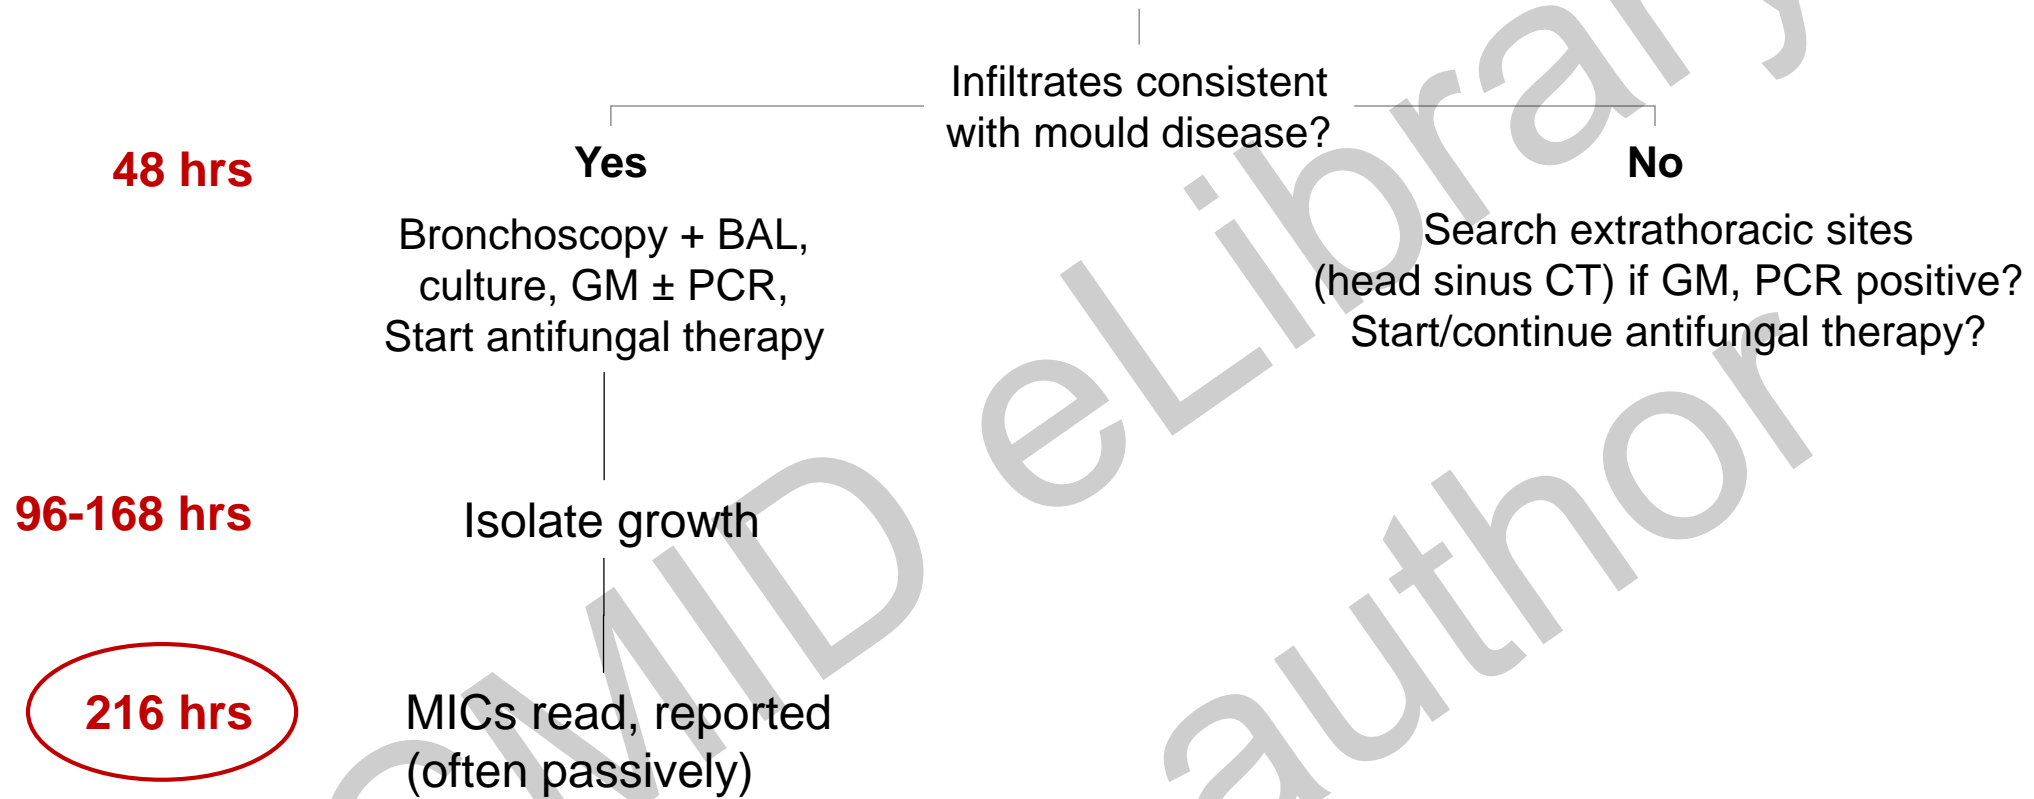 Infiltrates consistent
with mould disease?
48 hrs
Yes
No
Bronchoscopy + BAL,
culture, GM ± PCR,
Start antifungal therapy
Search extrathoracic sites
(head sinus CT) if GM, PCR positive?
Start/continue antifungal therapy?
96-168 hrs
Isolate growth
216 hrs
MICs read, reported
(often passively)
eLibrary
author